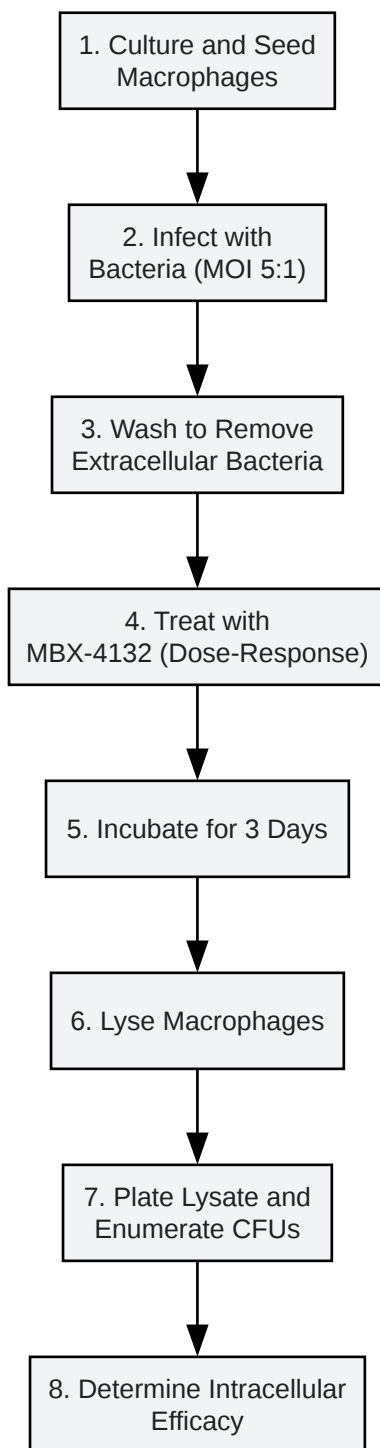 1. Culture and Seed
Macrophages
2. Infect with
Bacteria (MOI 5:1)
3. Wash to Remove
Extracellular Bacteria
4. Treat with
MBX-4132 (Dose-Response)
5. Incubate for 3 Days
6. Lyse Macrophages
7. Plate Lysate and
Enumerate CFUs
8. Determine Intracellular
Efficacy